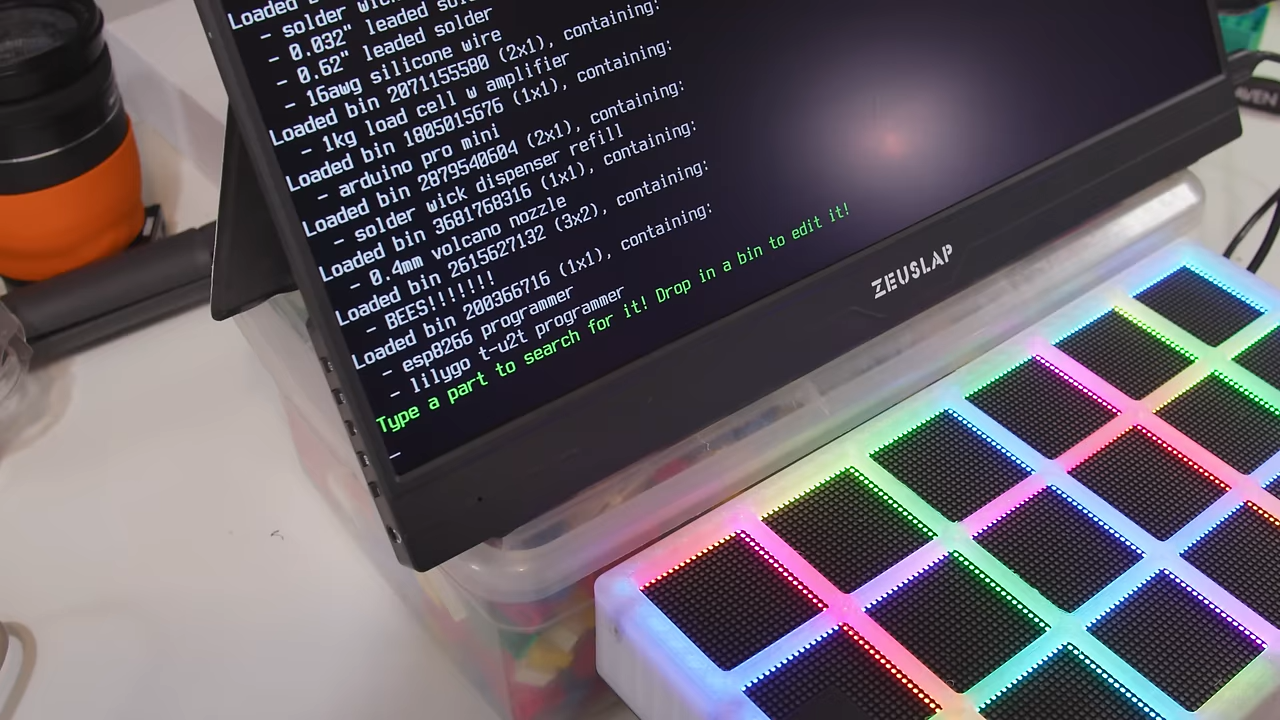 Loaded
- solder wick
- 0.032" leaded sol
- 0.62" leaded solder
- 16awg silicone wire
Loaded bin 2071155580 (2x1), containing:
- 1kg load cell w amplifier
Loaded bin 1805015676 (1x1), containing:
- arduino pro mini
Loaded bin 2879540604 (2x1), containing:
- solder wick dispenser refill
Loaded bin 3681768316 (1x1), containing:
- 0.4mm volcano nozzle
Loaded bin 2615627132 (3x2), containing:
- BEES!!!!!!!
Loaded bin 200366716 (1x1), containing:
- esp8266 programmer
- lilygo t-u2t programmer
Type a part to search for it! Drop in a bin to edit it!
ZEUSLAP